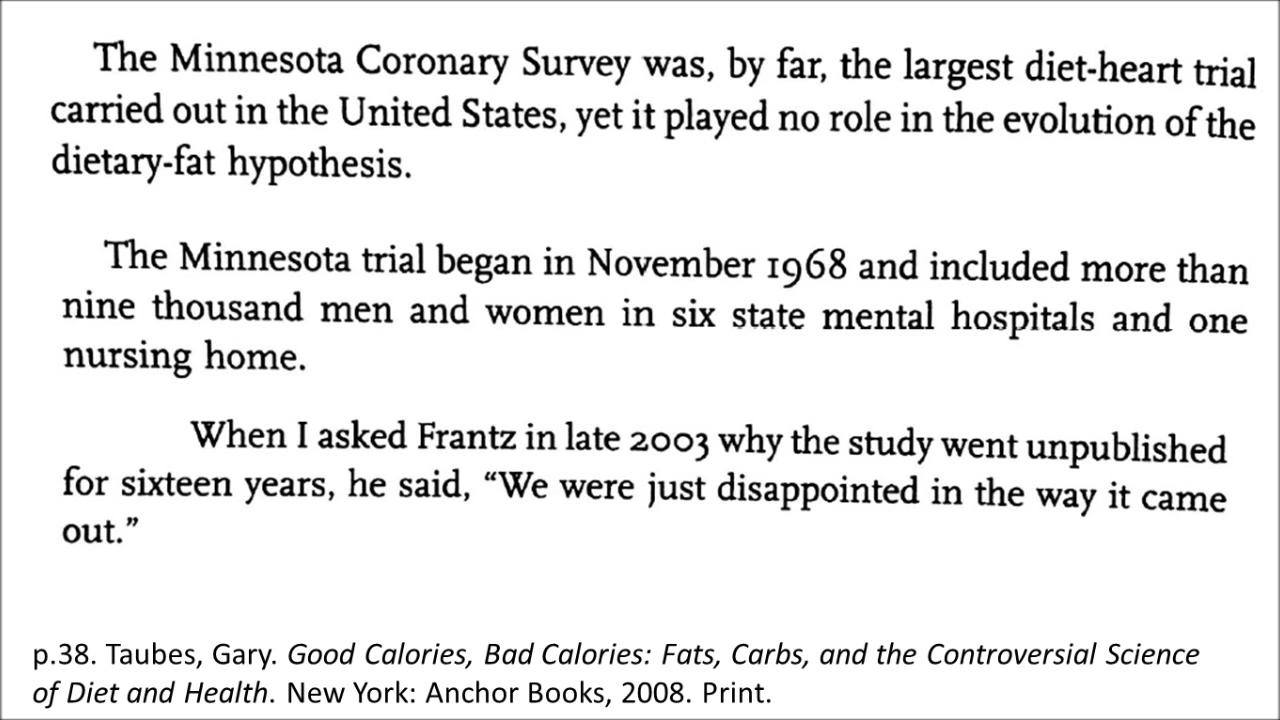 The Minnesota Coronary Survey was, by far, the largest diet-heart trial
carried out in the United States, yet it played no role in the evolution of the
dietary-fat hypothesis.
The Minnesota trial began in November 1968 and included more than
nine thousand men and women in six state mental hospitals and one
nursing home.
When I asked Frantz in late 2003 why the study went unpublished
for sixteen years, he said, “We were just disappointed in the way it came
out.”
p.38. Taubes, Gary. Good Calories, Bad Calories: Fats, Carbs, and the Controversial Science
of Diet and Health. New York: Anchor Books, 2008. Print.